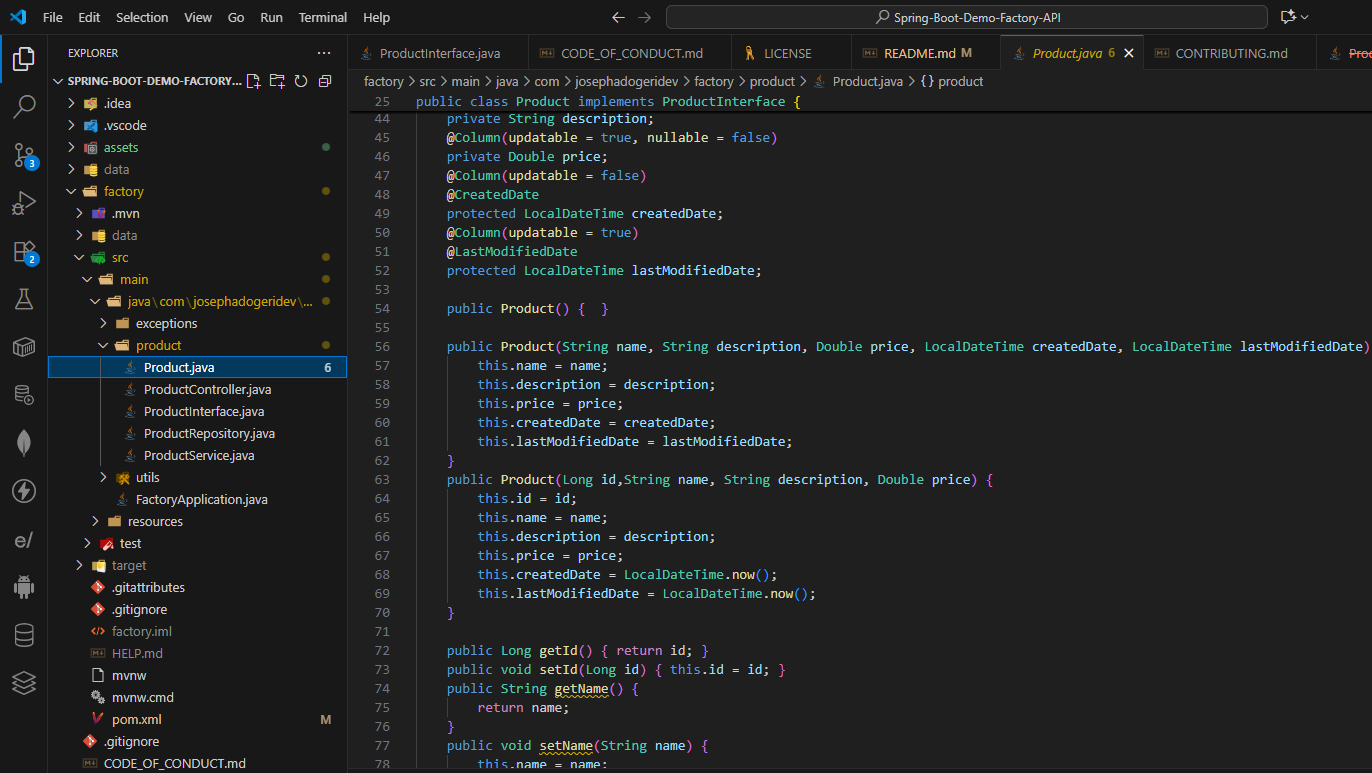 File Edit Selection View Go Run Terminal Help
Spring-Boot-Demo-Factory-API
EXPLORER
SPRING-BOOT-DEMO-FACTORY...
.idea
.vscode
assets
data
factory
.mvn
data
src
main
java\com\josephadogeridev\...
exceptions
product
Product.java 6
ProductController.java
ProductInterface.java
ProductRepository.java
ProductService.java
utils
FactoryApplication.java
resources
test
target
.gitattributes
.gitignore
factory.iml
HELP.md
mvnw
mvnw.cmd
pom.xml M
.gitignore
CODE_OF_CONDUCT.md
3
2
ProductInterface.java CODE_OF_CONDUCT.md LICENSE README.md M Product.java 6 CONTRIBUTING.md Proc
factory > src > main > java > com > josephadogeridev > factory > product > Product.java > {} product
25 public class Product implements ProductInterface {
44 private String description;
45 @Column(updatable = true, nullable = false)
46 private Double price;
47 @Column(updatable = false)
48 @CreatedDate
49 protected LocalDateTime createdDate;
50 @Column(updatable = true)
51 @LastModifiedDate
52 protected LocalDateTime lastModifiedDate;
53
54 public Product() {  }
55
56 public Product(String name, String description, Double price, LocalDateTime createdDate, LocalDateTime lastModifiedDate)
57 this.name = name;
58 this.description = description;
59 this.price = price;
60 this.createdDate = createdDate;
61 this.lastModifiedDate = lastModifiedDate;
62 }
63 public Product(Long id,String name, String description, Double price) {
64 this.id = id;
65 this.name = name;
66 this.description = description;
67 this.price = price;
68 this.createdDate = LocalDateTime.now();
69 this.lastModifiedDate = LocalDateTime.now();
70 }
71
72 public Long getId() { return id; }
73 public void setId(Long id) { this.id = id; }
74 public String getName() {
75 return name;
76 }
77 public void setName(String name) {
78 this.name = name;